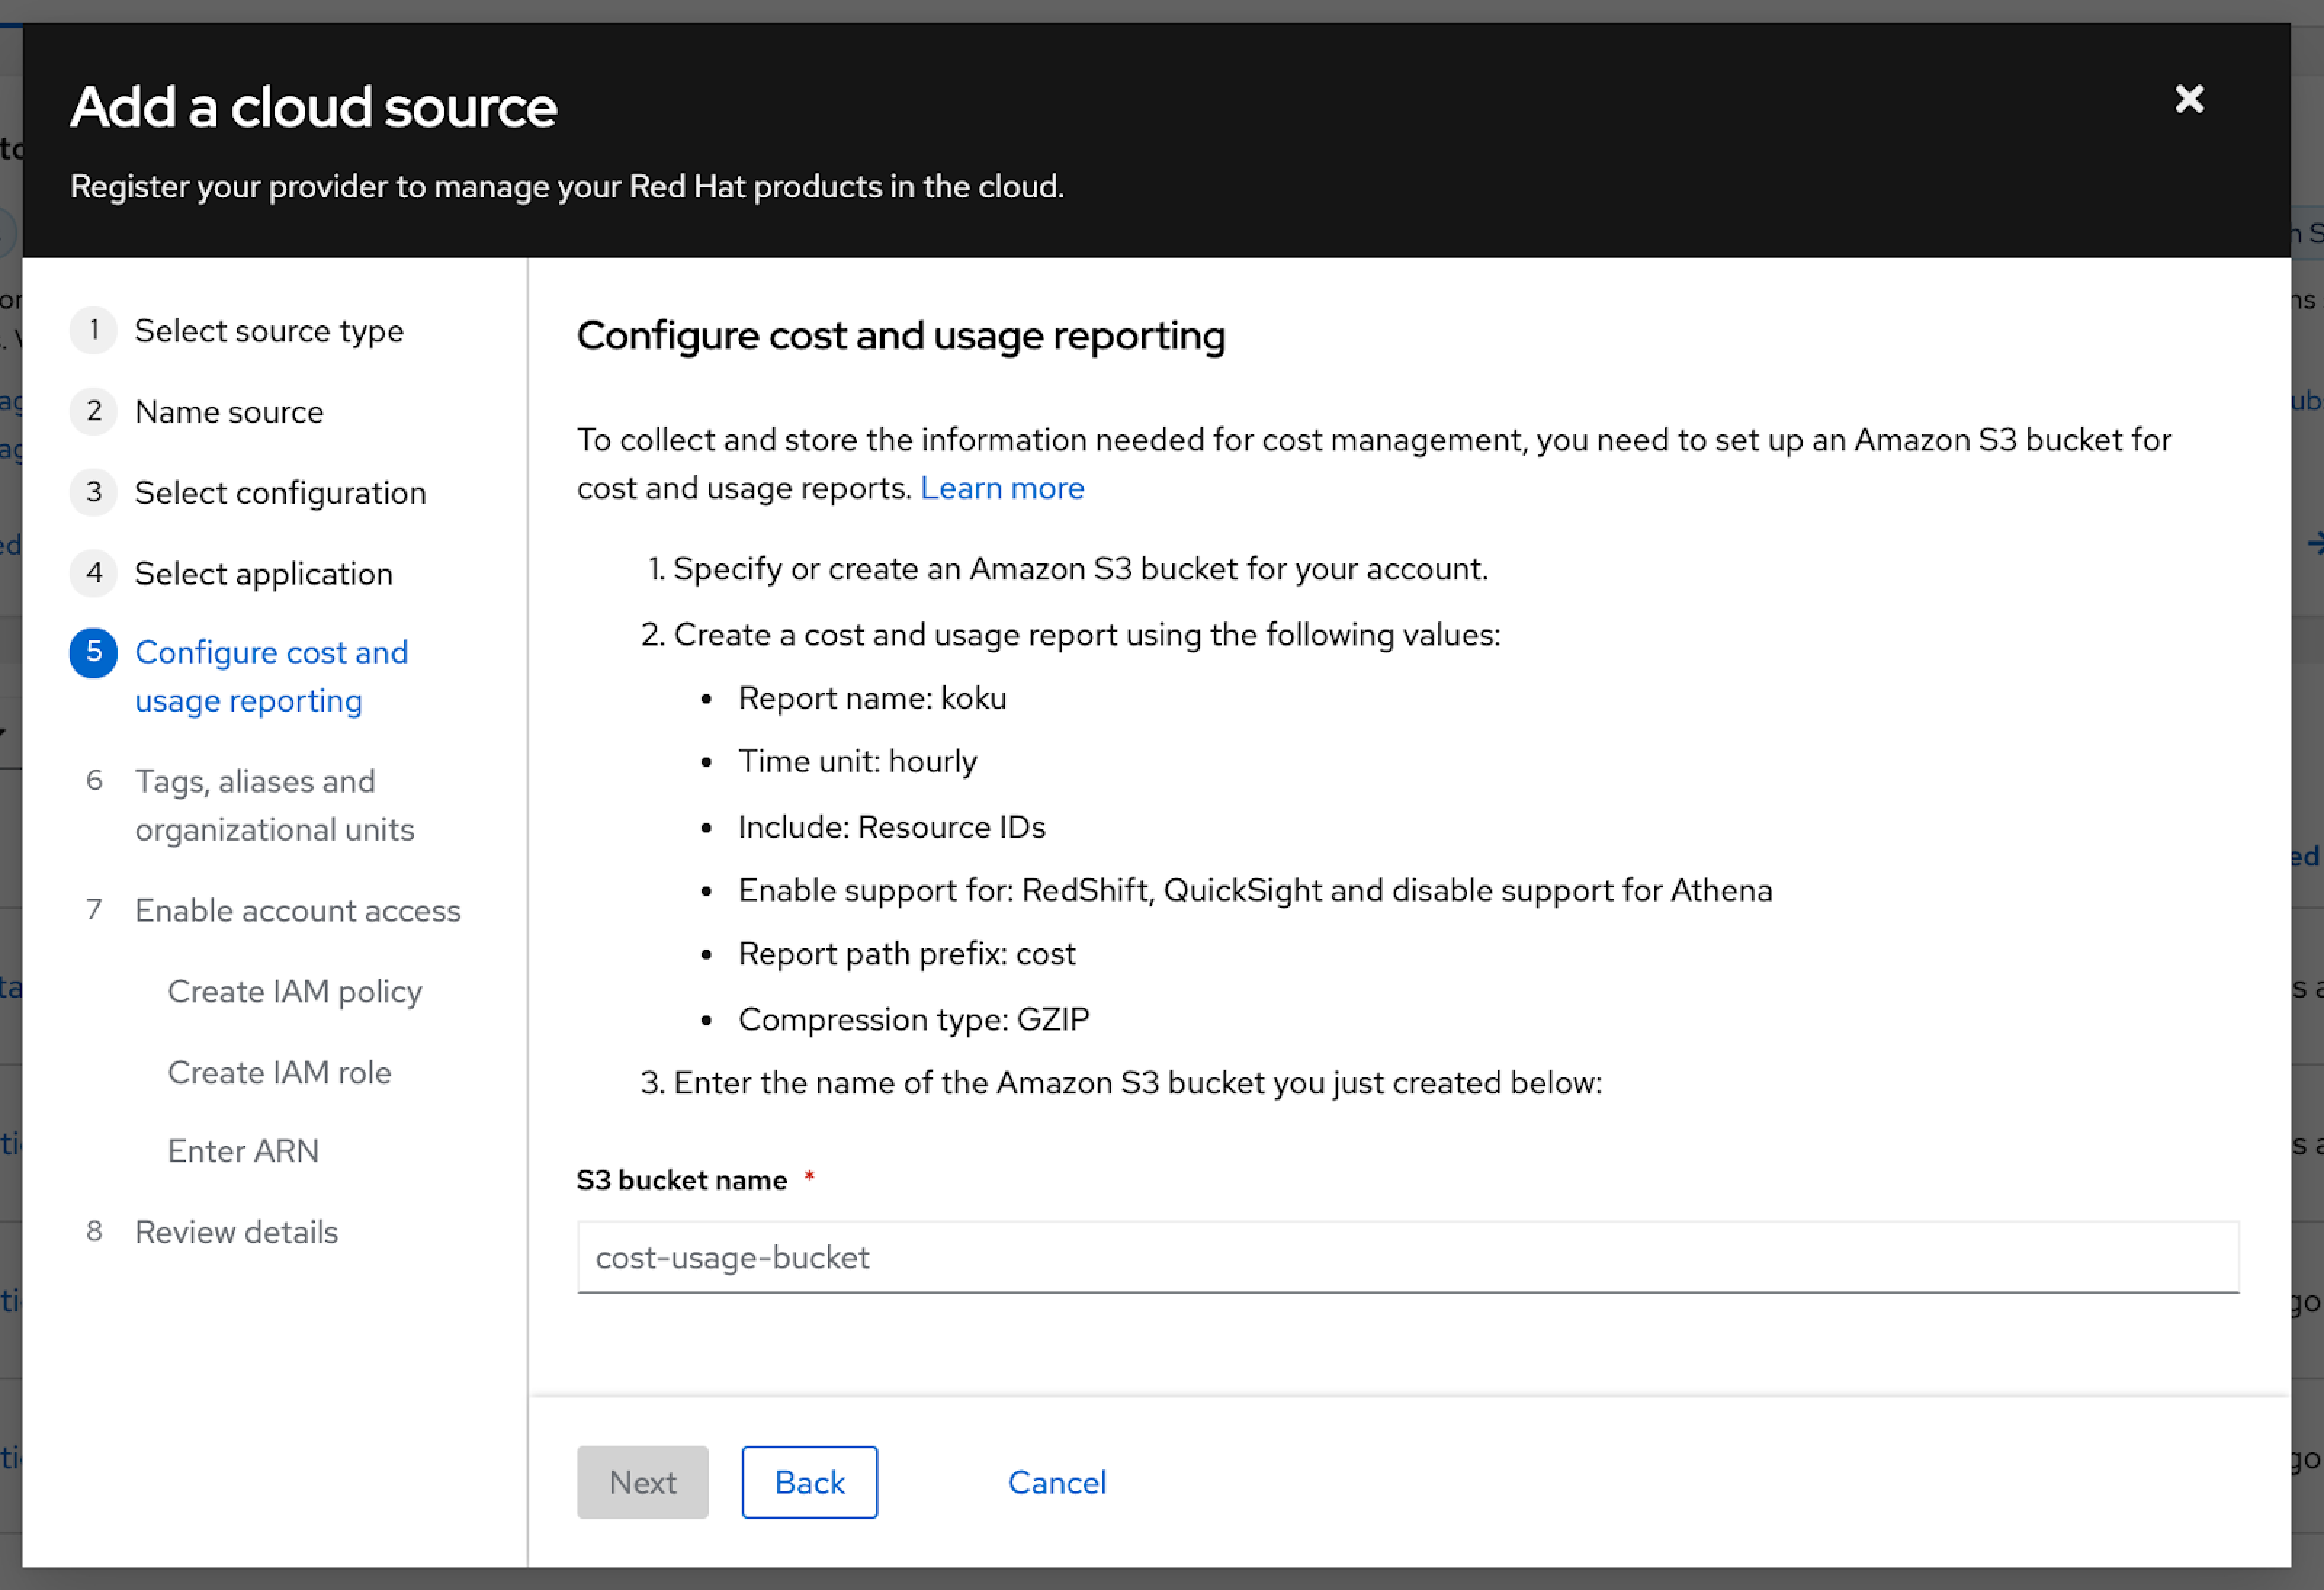 Add a cloud source
Register your provider to manage your Red Hat products in the cloud.
1 Select source type
2 Name source
3 Select configuration
4 Select application
5 Configure cost and
usage reporting
6 Tags, aliases and
organizational units
7 Enable account access
Create IAM policy
Create IAM role
Enter ARN
8 Review details
Configure cost and usage reporting
To collect and store the information needed for cost management, you need to set up an Amazon S3 bucket for
cost and usage reports. Learn more
1. Specify or create an Amazon S3 bucket for your account.
2. Create a cost and usage report using the following values:
• Report name: koku
• Time unit: hourly
• Include: Resource IDs
• Enable support for: RedShift, QuickSight and disable support for Athena
• Report path prefix: cost
• Compression type: GZIP
3. Enter the name of the Amazon S3 bucket you just created below:
S3 bucket name *
cost-usage-bucket
Next Back Cancel